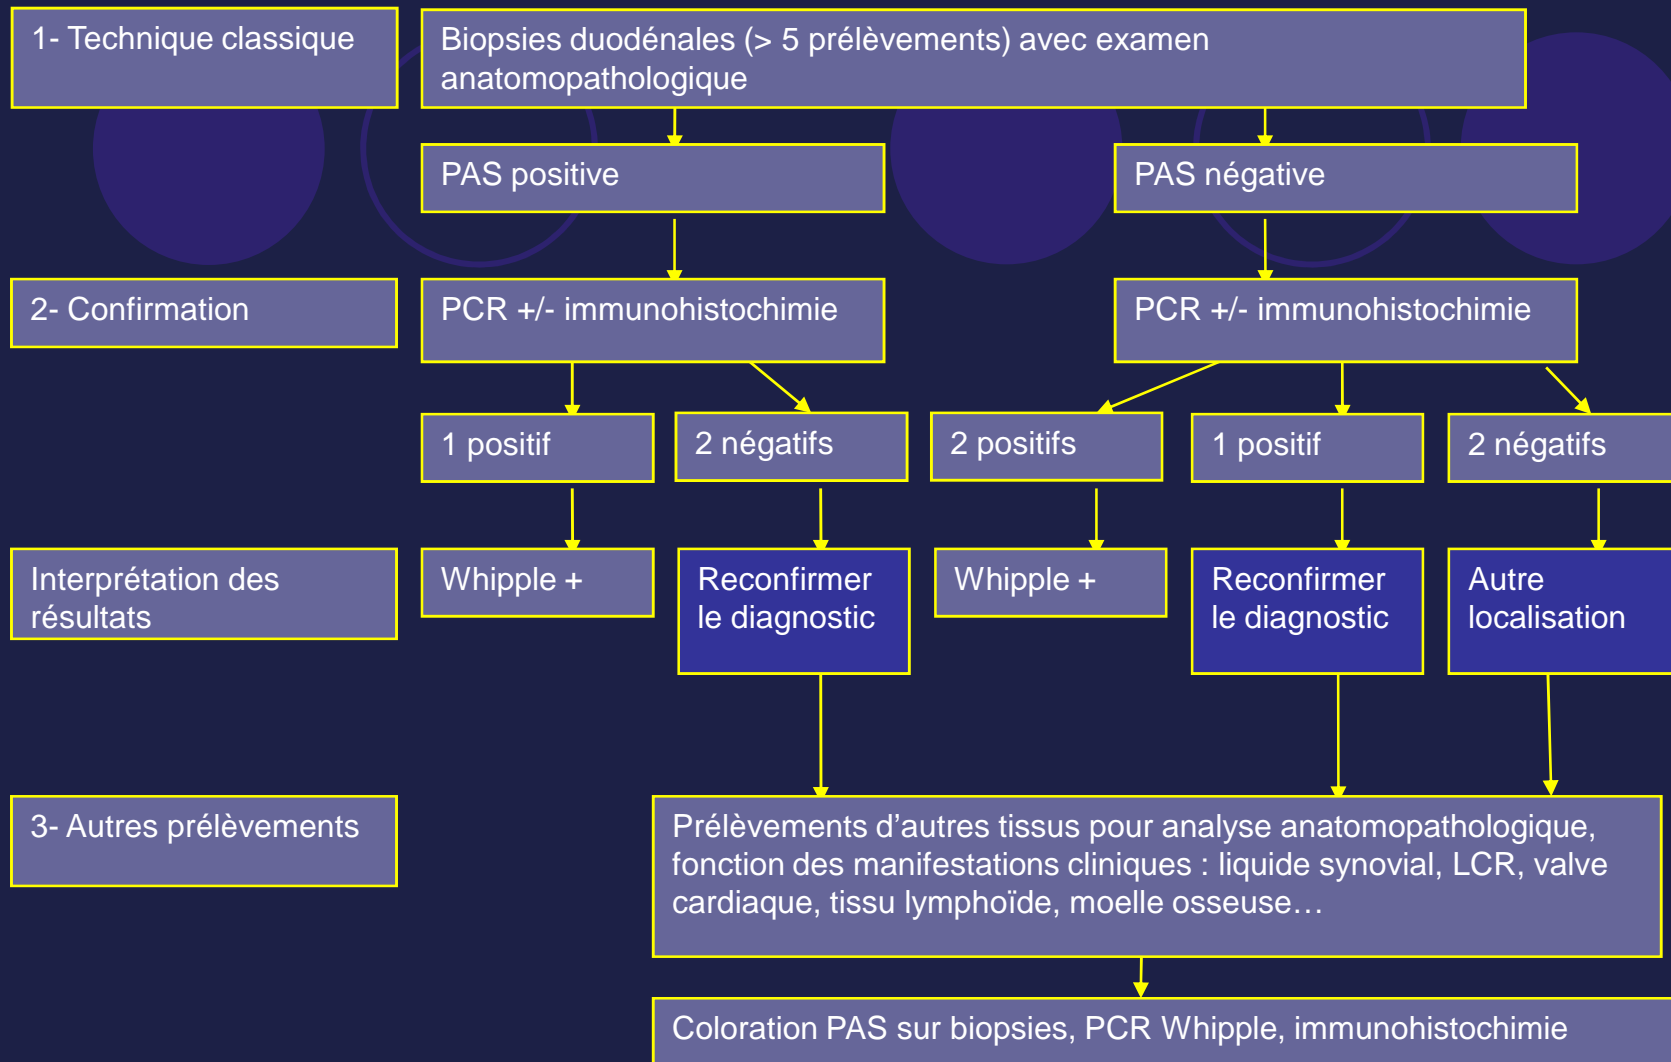 1- Technique classique
Biopsies duodénales (> 5 prélèvements) avec examen
anatomopathologique
PAS positive
PAS négative
2- Confirmation
PCR +/- immunohistochimie
PCR +/- immunohistochimie
1 positif
2 négatifs
2 positifs
1 positif
2 négatifs
Interprétation des
résultats
Whipple +
Reconfirmer
le diagnostic
Whipple +
Reconfirmer
le diagnostic
Autre
localisation
3- Autres prélèvements
Prélèvements d’autres tissus pour analyse anatomopathologique,
fonction des manifestations cliniques : liquide synovial, LCR, valve
cardiaque, tissu lymphoïde, moelle osseuse…
Coloration PAS sur biopsies, PCR Whipple, immunohistochimie